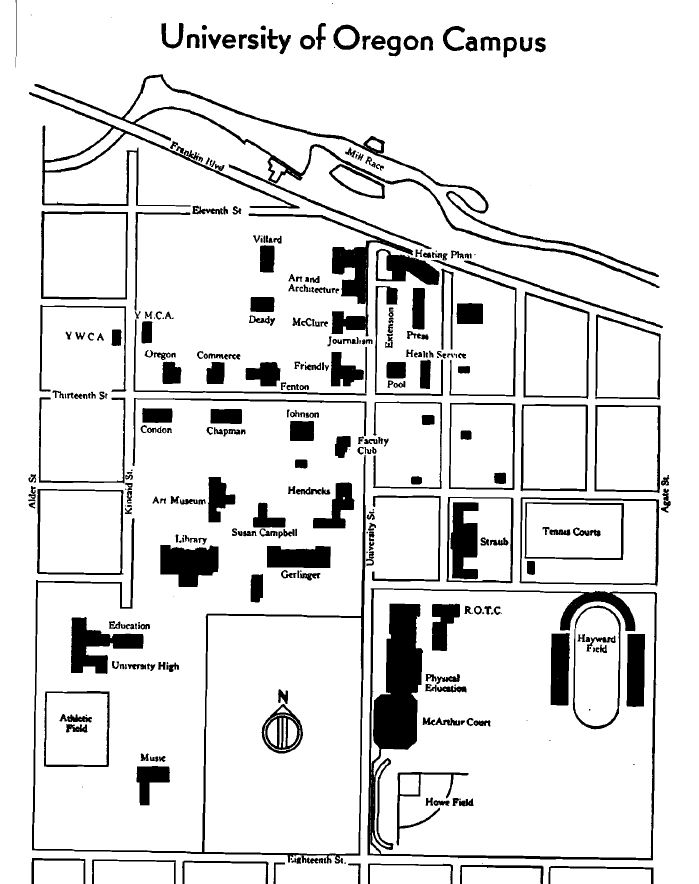 University of Oregon Campus
Franklin Blvd
Mill Race
Eleventh St
Villard
Heating Plant
Art and
Architecture
Deady
Y M.C.A.
McClure
Extension
Press
Y W C A
Journalism
Oregon
Commerce
Health Service
Friendly
Fenton
Pool
Thirteenth St
Johnson
Condon
Chapman
Faculty
Club
Alder St
Kincaid St.
Hendricks
Agate St.
Art Museum
Susan Campbell
University St.
Library
Straub
Tennis Courts
Gerlinger
Education
R.O.T.C.
University High
Hayward
Field
N
Physical
Education
Athletic
Field
McArthur Court
Music
Howe Field
Eighteenth St.